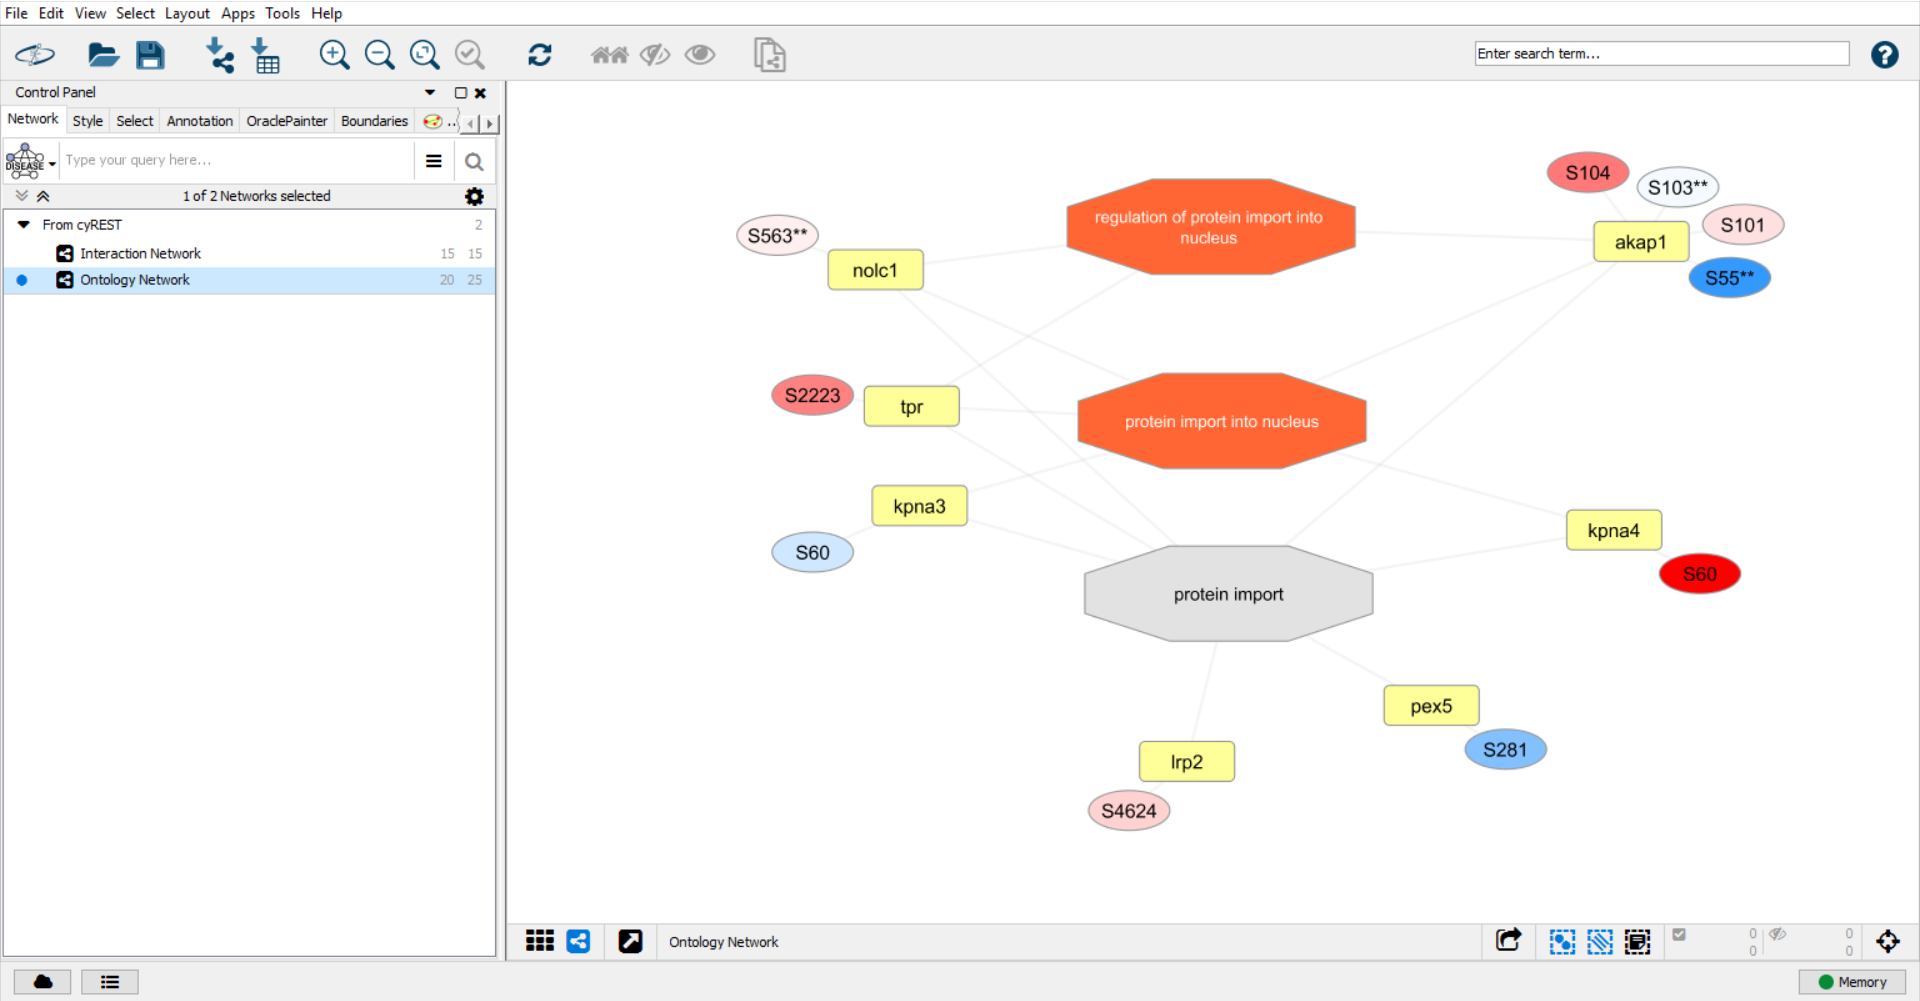 File Edit View Select Layout Apps Tools Help
Enter search term...
Control Panel
Network Style Select Annotation OraclePainter Boundaries ..
DISEASE Type your query here...
1 of 2 Networks selected
From cyREST 2
Interaction Network 15 15
Ontology Network 20 25
S104
S103**
S101
akap1
S55**
regulation of protein import into
nucleus
S563**
nolc1
S2223
tpr
protein import into nucleus
kpna3
S60
kpna4
S60
protein import
pex5
S281
lrp2
S4624
Ontology Network
0 0
0 0
Memory